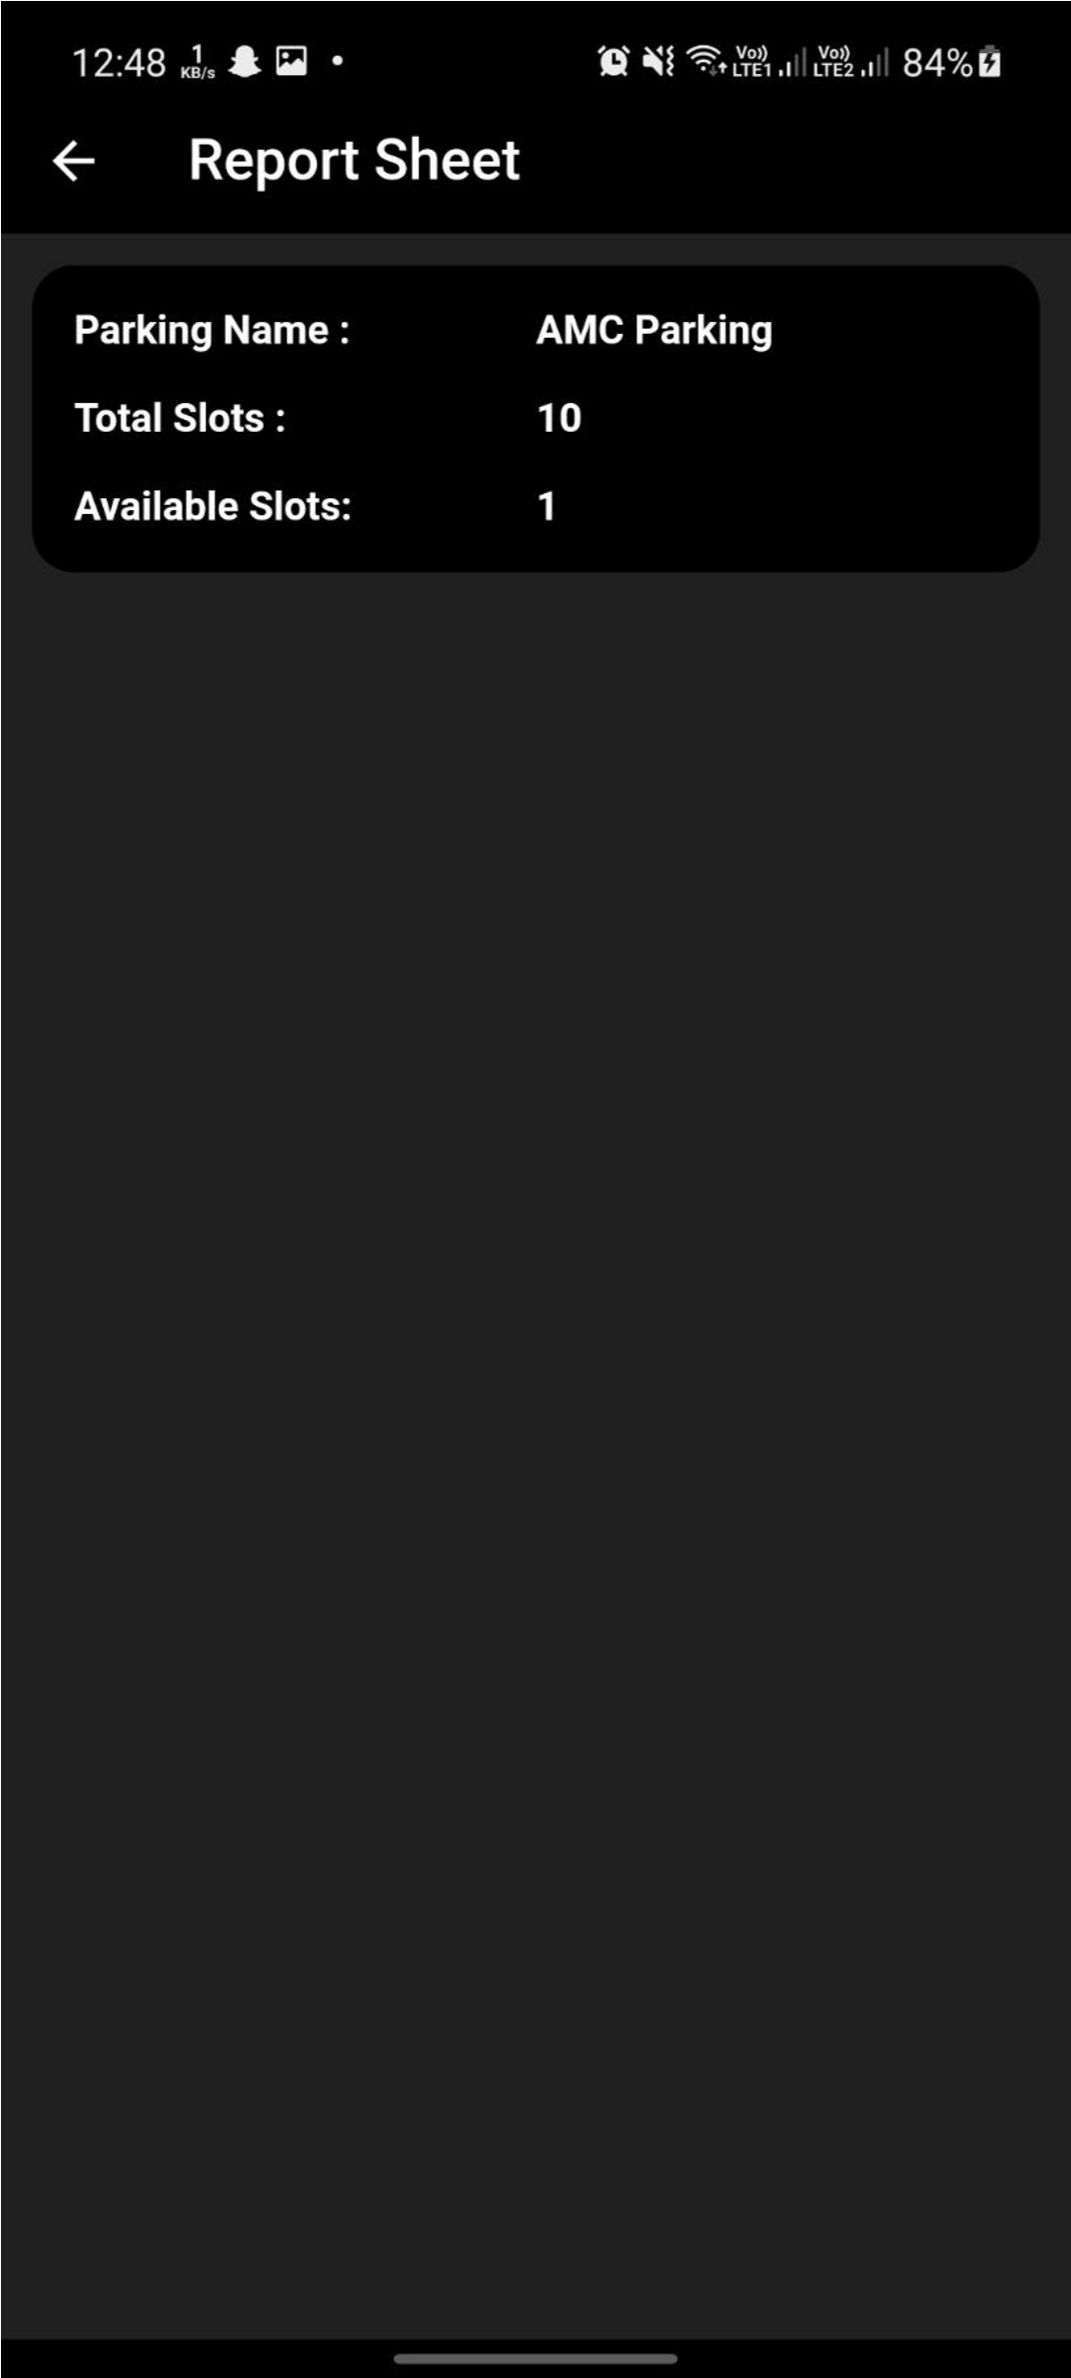 12:48 1 KB/s Vo)) LTE1 Vo)) LTE2 84%
Report Sheet
Parking Name : AMC Parking
Total Slots : 10
Available Slots: 1